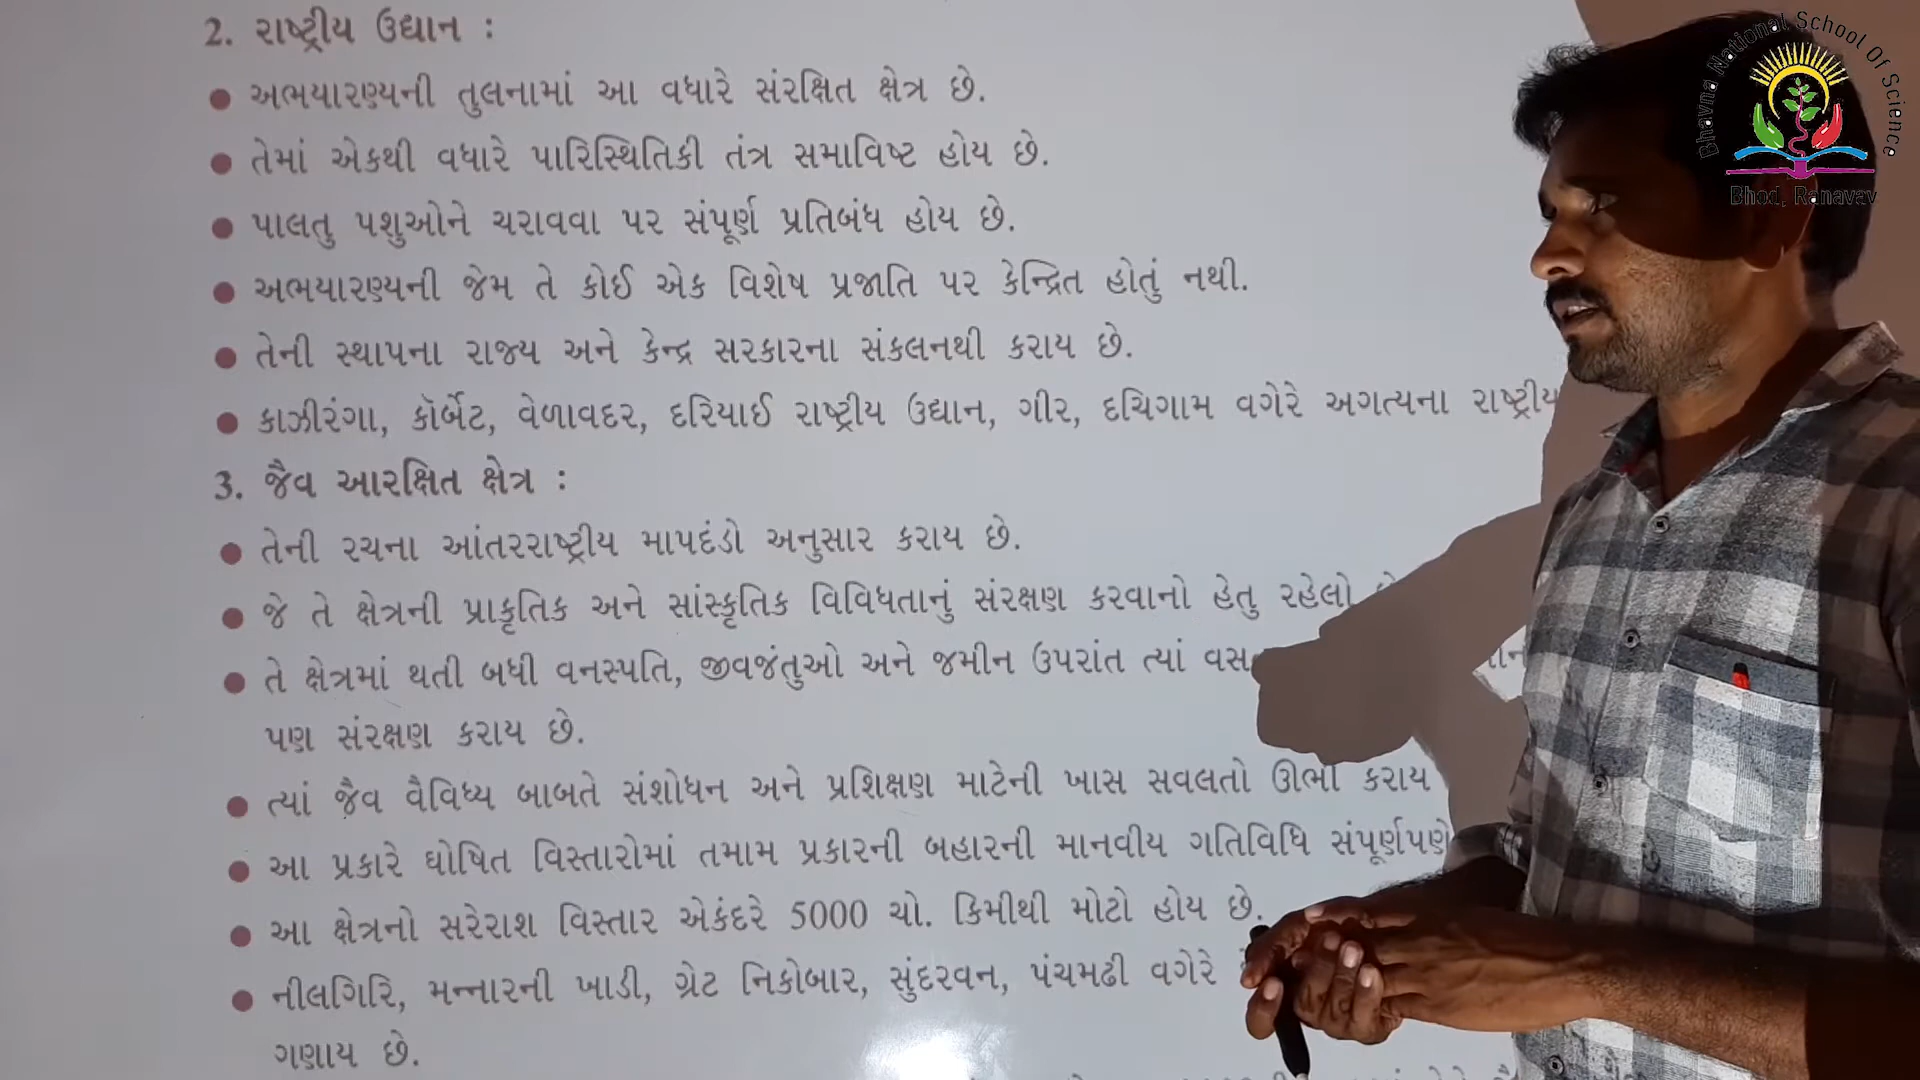 2. રાષ્ટ્રીય ઉદ્યાન :
● અભયારણ્યની તુલનામાં આ વધારે સંરક્ષિત ક્ષેત્ર છે.
● તેમાં એકથી વધારે પારિસ્થિતિકી તંત્ર સમાવિષ્ટ હોય છે.
● પાલતુ પશુઓને ચરાવવા પર સંપૂર્ણ પ્રતિબંધ હોય છે.
● અભયારણ્યની જેમ તે કોઈ એક વિશેષ પ્રજાતિ પર કેન્દ્રિત હોતું નથી.
● તેની સ્થાપના રાજ્ય અને કેન્દ્ર સરકારના સંકલનથી કરાય છે.
● કાઝીરંગા, કૉર્બેટ, વેળાવદર, દરિયાઈ રાષ્ટ્રીય ઉદ્યાન, ગીર, દચિગામ વગેરે અગત્યના રાષ્ટ્રીય
3. જૈવ આરક્ષિત ક્ષેત્ર :
● તેની રચના આંતરરાષ્ટ્રીય માપદંડો અનુસાર કરાય છે.
● જે તે ક્ષેત્રની પ્રાકૃતિક અને સાંસ્કૃતિક વિવિધતાનું સંરક્ષણ કરવાનો હેતુ રહેલો
● તે ક્ષેત્રમાં થતી બધી વનસ્પતિ, જીવજંતુઓ અને જમીન ઉપરાંત ત્યાં
પણ સંરક્ષણ કરાય છે.
● ત્યાં જૈવ વૈવિધ્ય બાબતે સંશોધન અને પ્રશિક્ષણ માટેની ખાસ સવલતો ઊભી કરાય
● આ પ્રકારે ઘોષિત વિસ્તારોમાં તમામ પ્રકારની બહારની માનવીય ગતિવિધિ સંપૂર્ણપણે
● આ ક્ષેત્રનો સરેરાશ વિસ્તાર એકંદરે 5000 ચો. કિમીથી મોટો હોય છે.
● નીલગિરિ, મન્નારની ખાડી, ગ્રેટ નિકોબાર, સુંદરવન, પંચમઢી વગેરે
ગણાય છે.
Bhavna National School Of Science
Bhod, Ranavav